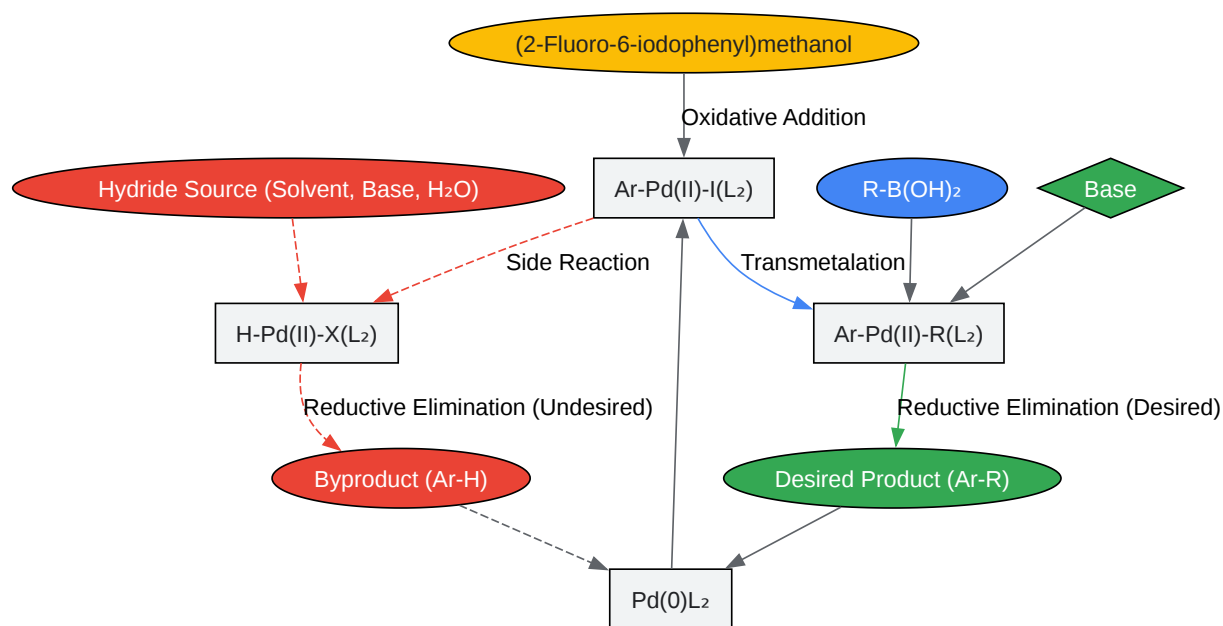 (2-Fluoro-6-iodophenyl)methanol
Oxidative Addition
Hydride Source (Solvent, Base, H₂O)
Ar-Pd(II)-I(L₂)
R-B(OH)₂
Base
Side Reaction
Transmetalation
H-Pd(II)-X(L₂)
Ar-Pd(II)-R(L₂)
Reductive Elimination (Undesired)
Reductive Elimination (Desired)
Byproduct (Ar-H)
Desired Product (Ar-R)
Pd(0)L₂